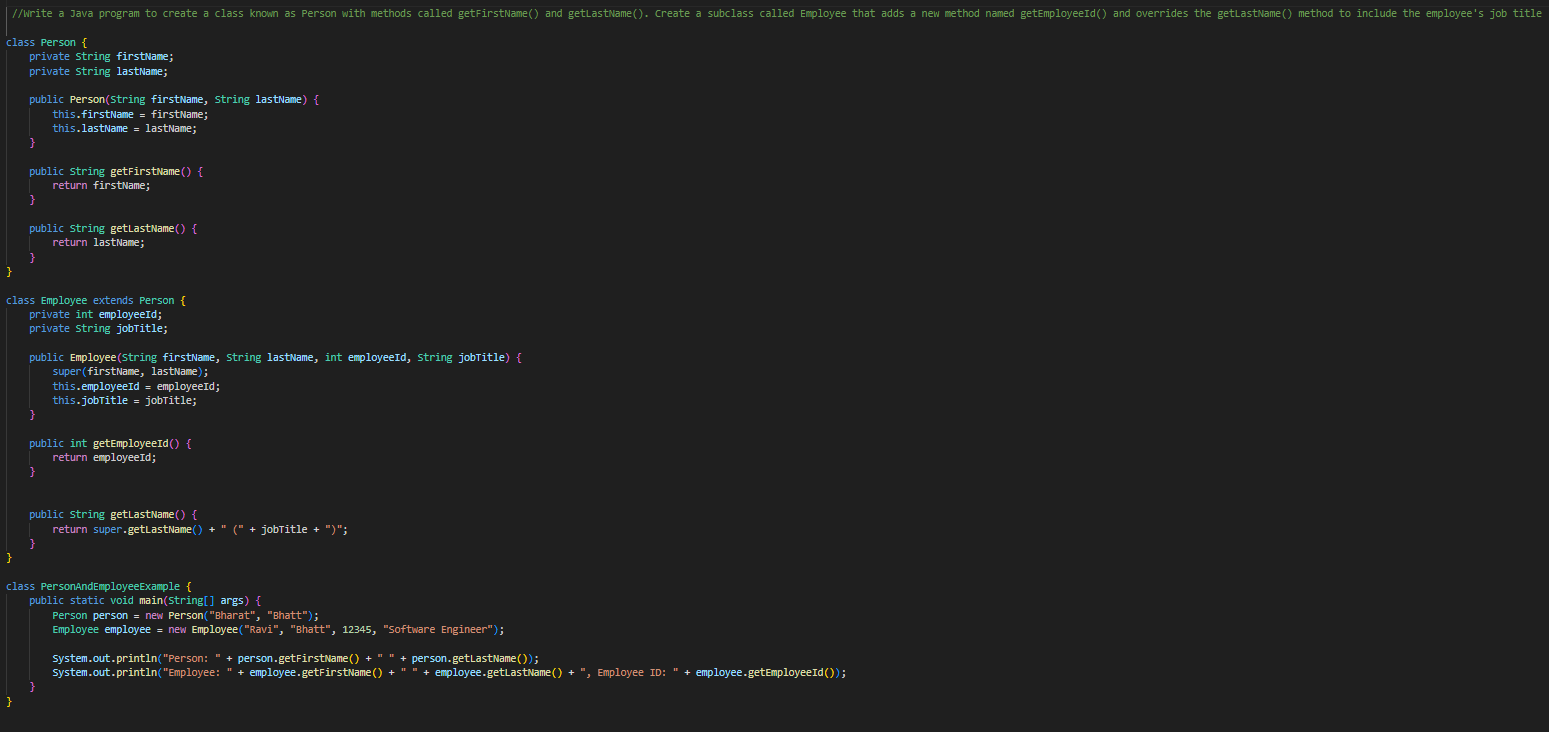 //Write a Java program to create a class known as Person with methods called getFirstName() and getLastName(). Create a subclass called Employee that adds a new method named getEmployeeId() and overrides the getLastName() method to include the employee's job title
class Person {
    private String firstName;
    private String lastName;
    public Person(String firstName, String lastName) {
        this.firstName = firstName;
        this.lastName = lastName;
    }
    public String getFirstName() {
        return firstName;
    }
    public String getLastName() {
        return lastName;
    }
}
class Employee extends Person {
    private int employeeId;
    private String jobTitle;
    public Employee(String firstName, String lastName, int employeeId, String jobTitle) {
        super(firstName, lastName);
        this.employeeId = employeeId;
        this.jobTitle = jobTitle;
    }
    public int getEmployeeId() {
        return employeeId;
    }
    public String getLastName() {
        return super.getLastName() + " (" + jobTitle + ")";
    }
}
class PersonAndEmployeeExample {
    public static void main(String[] args) {
        Person person = new Person("Bharat", "Bhatt");
        Employee employee = new Employee("Ravi", "Bhatt", 12345, "Software Engineer");
        System.out.println("Person: " + person.getFirstName() + " " + person.getLastName());
        System.out.println("Employee: " + employee.getFirstName() + " " + employee.getLastName() + ", Employee ID: " + employee.getEmployeeId());
    }
}